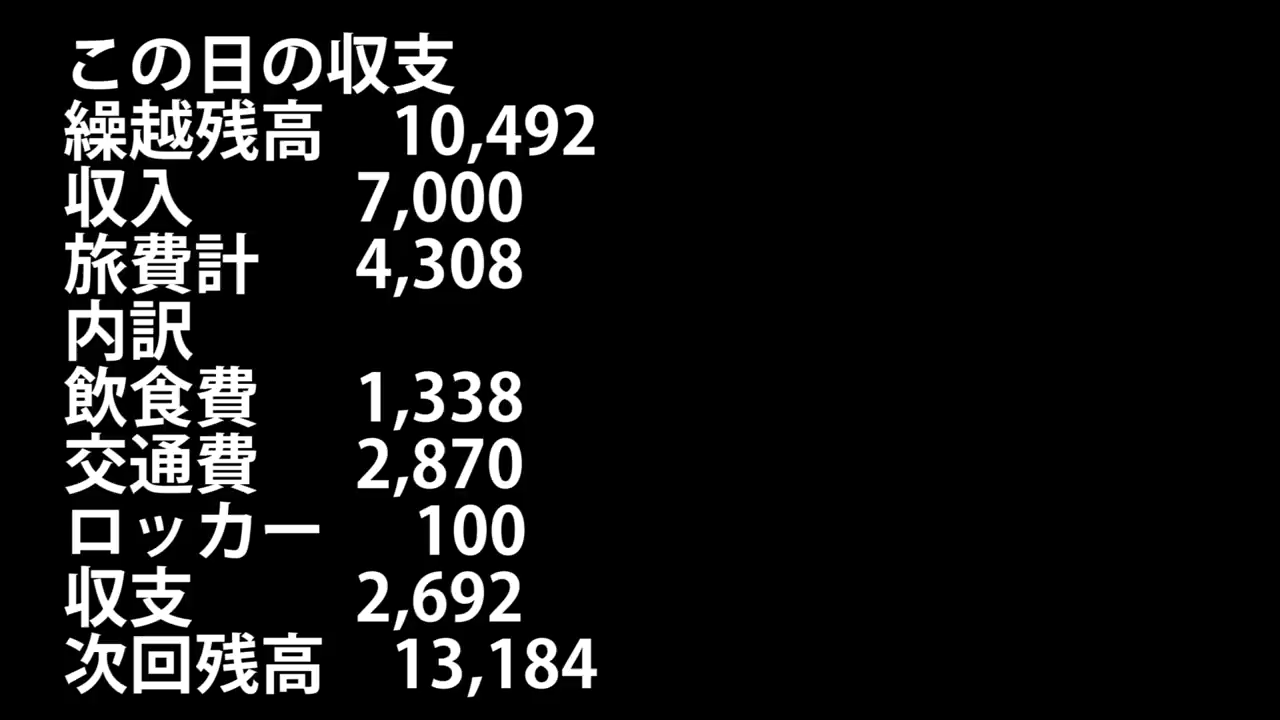 この日の収支
繰越残高　10,492
収入　　　7,000
旅費計　　4,308
内訳
飲食費　　1,338
交通費　　2,870
ロッカー　　100
収支　　　2,692
次回残高　13,184